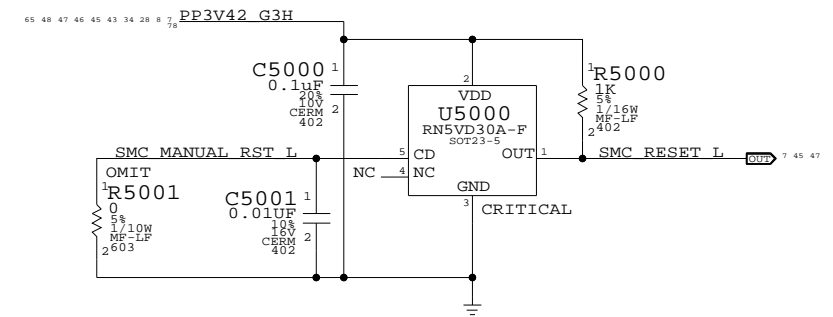 65 48 47 46 45 43 34 28 8 7
78
PP3V42_G3H
C5000
0.1uF
20%
10V
CERM
402
1
2
2
VDD
U5000
RN5VD30A-F
SOT23-5
5 CD
OUT 1
NC 4 NC
GND
3
CRITICAL
1
R5000
1K
5%
1/16W
MF-LF
402
2
SMC_MANUAL_RST_L
SMC_RESET_L
OUT
7 45 47
OMIT
1
R5001
0
5%
1/10W
MF-LF
603
2
C5001
0.01UF
10%
16V
CERM
402
1
2